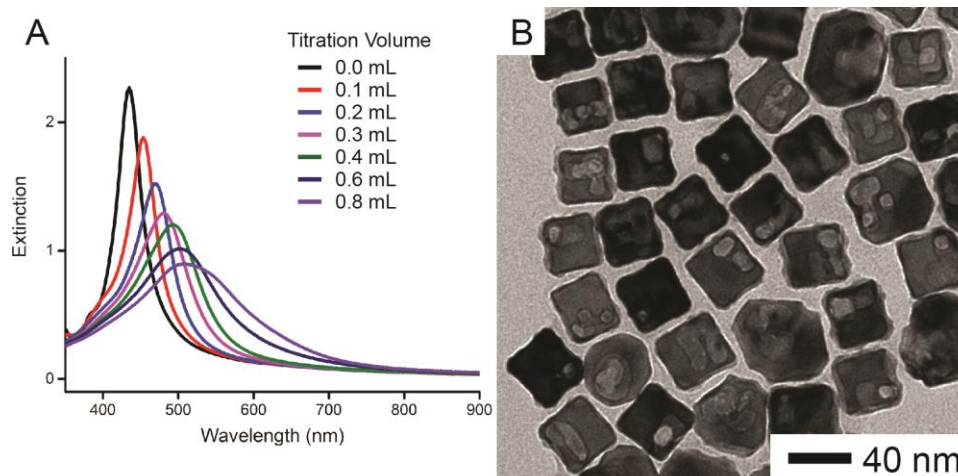 A
Titration Volume
0.0 mL
0.1 mL
0.2 mL
0.3 mL
0.4 mL
0.6 mL
0.8 mL
2
1
0
Extinction
400 500 600 700 800 900
Wavelength (nm)
B
40 nm